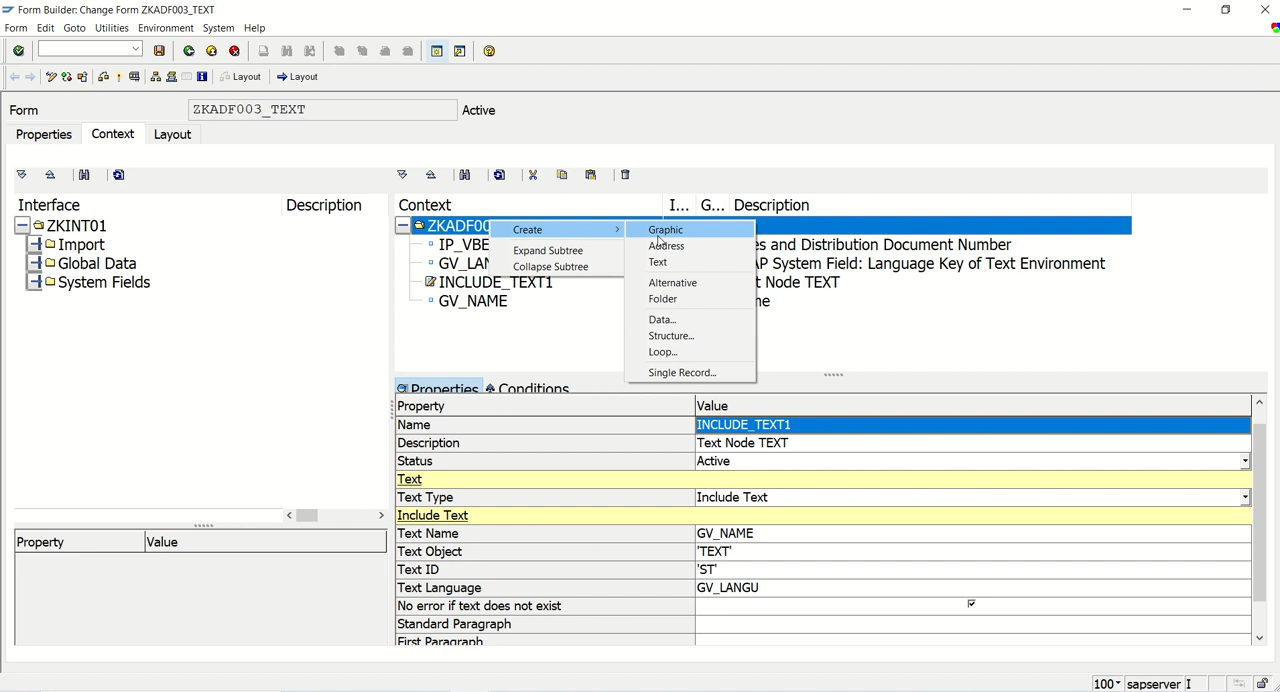 Form Builder: Change Form ZKADF003_TEXT
Form Edit Goto Utilities Environment System Help
Layout Layout
Form ZKADF003_TEXT Active
Properties Context Layout
Interface Description
ZKINT01
Import
Global Data
System Fields
Property Value
Context I... G... Description
ZKADF00
IP_VBE es and Distribution Document Number
GV_LAN AP System Field: Language Key of Text Environment
INCLUDE_TEXT1 t Node TEXT
GV_NAME me
Create
Expand Subtree
Collapse Subtree
Graphic
Address
Text
Alternative
Folder
Data...
Structure...
Loop...
Single Record...
Properties Conditions
Property Value
Name INCLUDE_TEXT1
Description Text Node TEXT
Status Active
Text
Text Type Include Text
Include Text
Text Name GV_NAME
Text Object 'TEXT'
Text ID 'ST'
Text Language GV_LANGU
No error if text does not exist
Standard Paragraph
First Paragraph
100 sapserver I